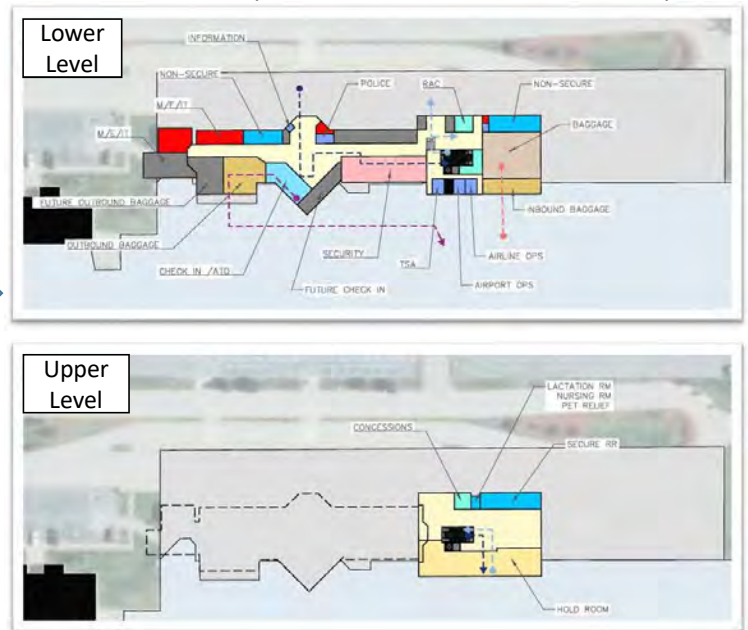 Lower
Level
INFORMATION
NON-SECURE
M/E/IT
M/E/IT
POLICE
RAC
NON-SECURE
BAGGAGE
FUTURE OUTBOUND BAGGAGE
OUTBOUND BAGGAGE
CHECK IN /ATO
FUTURE CHECK IN
SECURITY
TSA
INBOUND BAGGAGE
AIRLINE OPS
AIRPORT OPS
Upper
Level
LACTATION RM
NURSING RM
PET RELIEF
CONCESSIONS
SECURE RR
HOLD ROOM